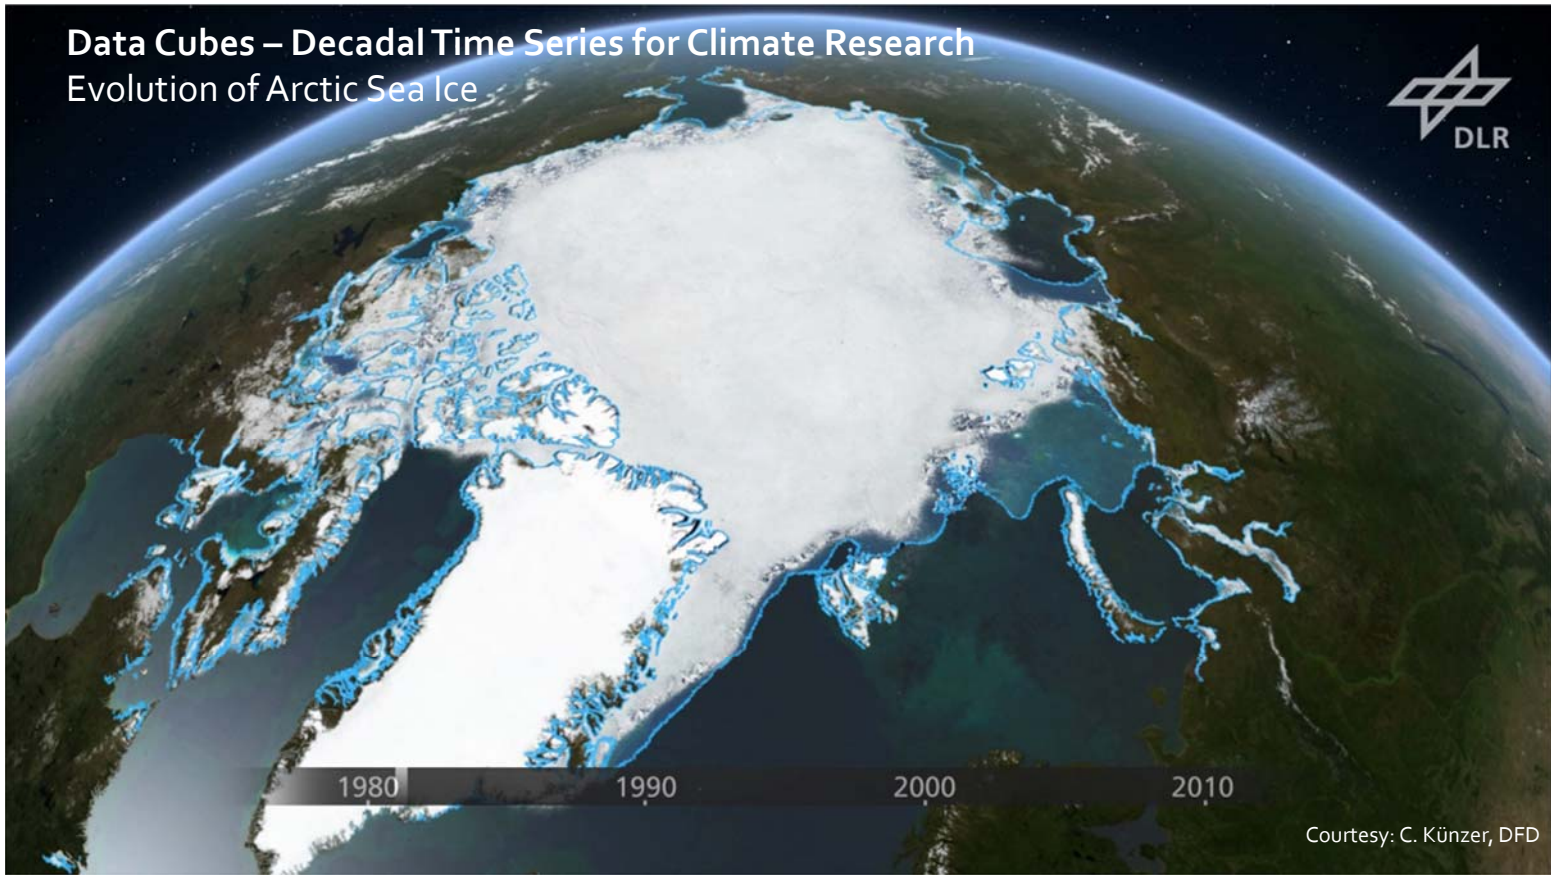 Data Cubes – Decadal Time Series for Climate Research
Evolution of Arctic Sea Ice
DLR
1980 1990 2000 2010
Courtesy: C. Künzer, DFD